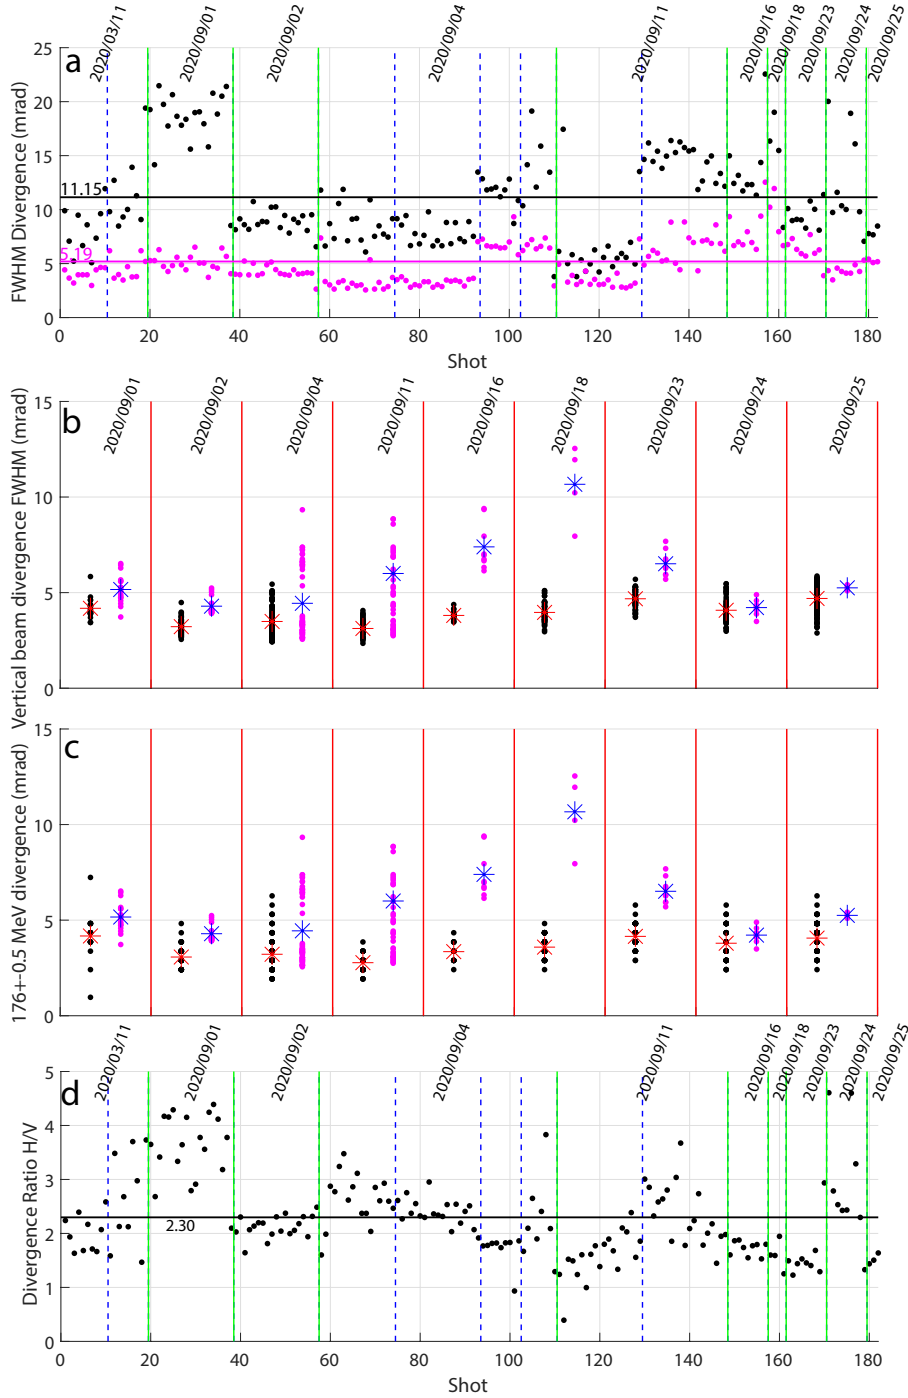 2020/03/11 2020/09/01 2020/09/02 2020/09/04 2020/09/11 2020/09/16 2020/09/18 2020/09/23 2020/09/24 2020/09/25
a
FWHM Divergence (mrad)
25
20
15
10
5
0
11.15
5.19
0 20 40 60 80 100 120 140 160 180
Shot
2020/09/01 2020/09/02 2020/09/04 2020/09/11 2020/09/16 2020/09/18 2020/09/23 2020/09/24 2020/09/25
b
Vertical beam divergence FWHM (mrad)
15
10
5
0
c
176+-0.5 MeV divergence (mrad)
15
10
5
0
2020/03/11 2020/09/01 2020/09/02 2020/09/04 2020/09/11 2020/09/16 2020/09/18 2020/09/23 2020/09/24 2020/09/25
d
Divergence Ratio H/V
5
4
3
2
1
0
2.30
0 20 40 60 80 100 120 140 160 180
Shot